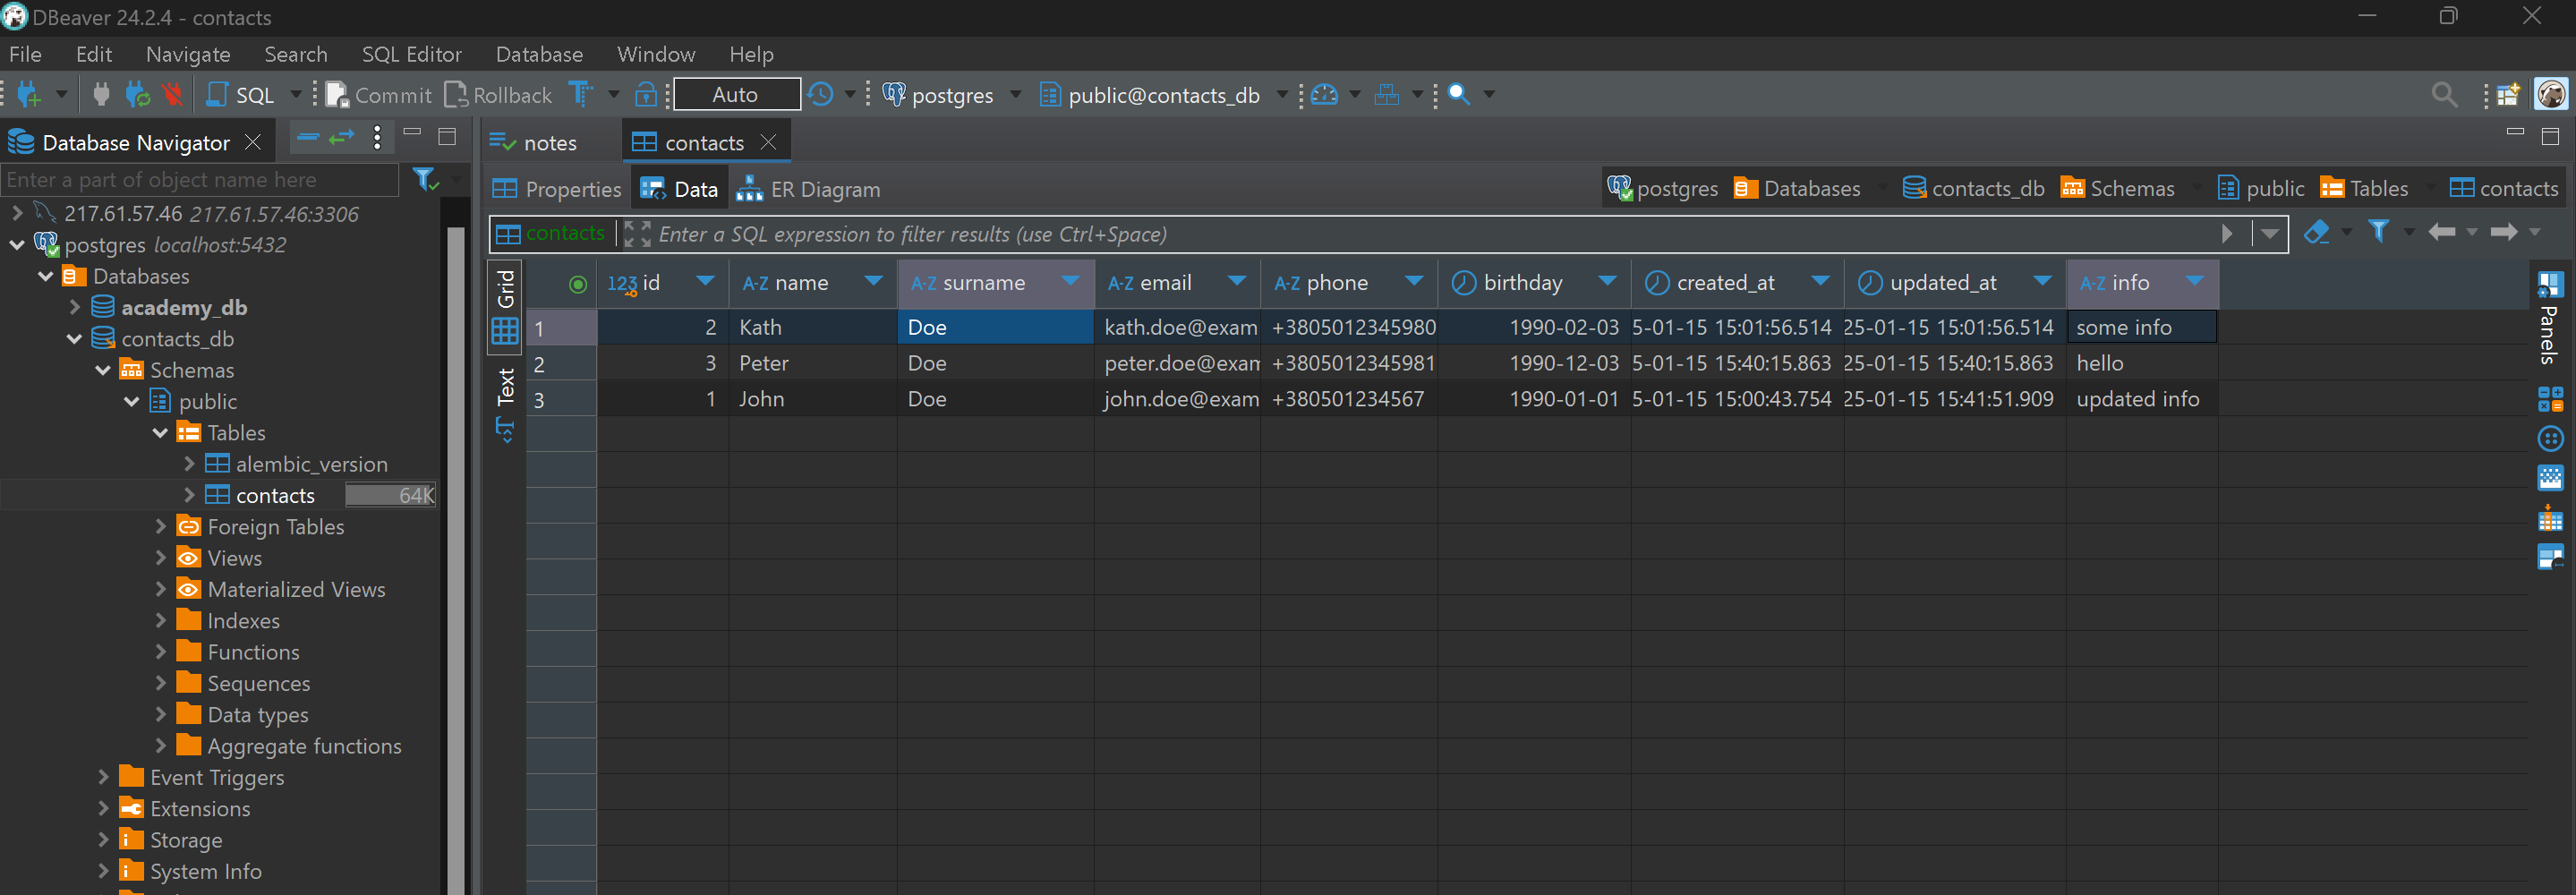 DBeaver 24.2.4 - contacts
File Edit Navigate Search SQL Editor Database Window Help
SQL Commit Rollback Auto postgres public@contacts_db
Database Navigator
notes contacts
Enter a part of object name here
Properties Data ER Diagram postgres Databases contacts_db Schemas public Tables contacts
217.61.57.46 217.61.57.46:3306
postgres localhost:5432
Databases
academy_db
contacts_db
Schemas
public
Tables
alembic_version
contacts 64K
Foreign Tables
Views
Materialized Views
Indexes
Functions
Sequences
Data types
Aggregate functions
Event Triggers
Extensions
Storage
System Info
contacts Enter a SQL expression to filter results (use Ctrl+Space)
Grid
Text
123 id A-Z name A-Z surname A-Z email A-Z phone birthday created_at updated_at A-Z info
1 2 Kath Doe kath.doe@exam +3805012345980 1990-02-03 5-01-15 15:01:56.514 25-01-15 15:01:56.514 some info
2 3 Peter Doe peter.doe@exam +3805012345981 1990-12-03 5-01-15 15:40:15.863 25-01-15 15:40:15.863 hello
3 1 John Doe john.doe@exam +380501234567 1990-01-01 5-01-15 15:00:43.754 25-01-15 15:41:51.909 updated info
Panels